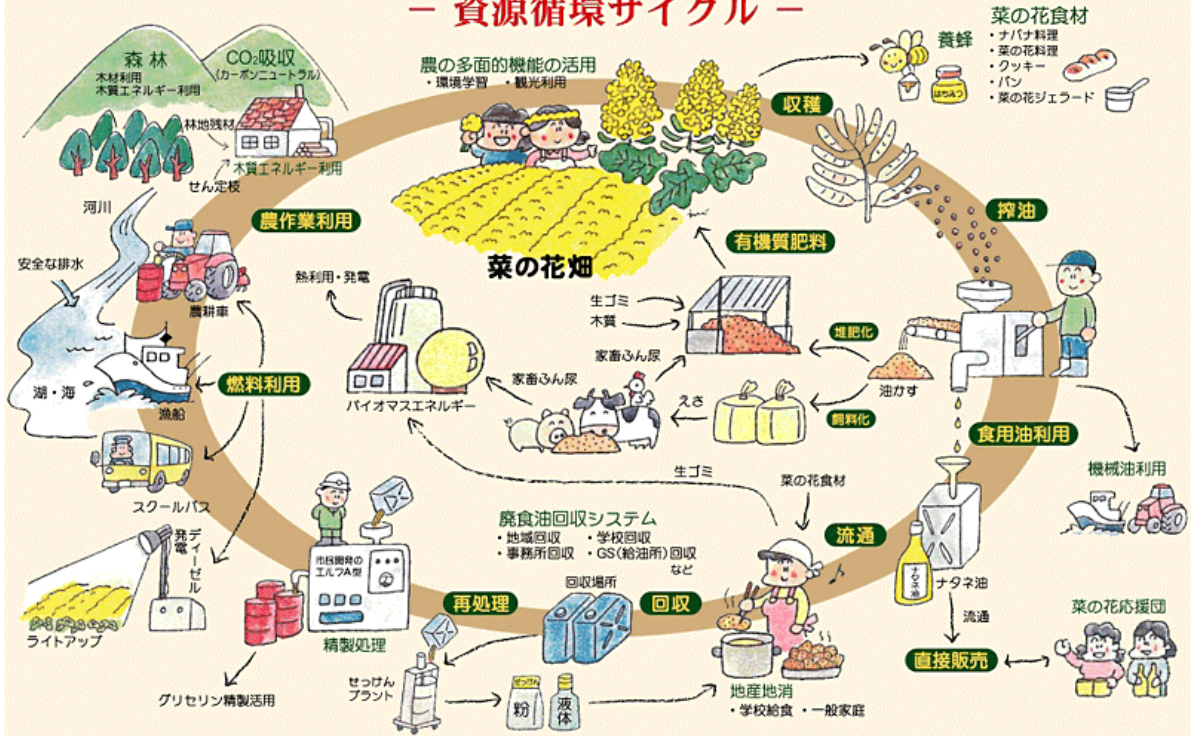 － 資源循環サイクル －
森林
木材利用
木質エネルギー利用
CO₂吸収
(カーボンニュートラル)
林地残材
木質エネルギー利用
せん定枝
農の多面的機能の活用
・環境学習 ・観光利用
収穫
養蜂
はちみつ
菜の花食材
・ナバナ料理
・菜の花料理
・クッキー
・パン
・菜の花ジェラード
河川
農作業利用
安全な排水
農耕車
菜の花畑
有機質肥料
搾油
熱利用・発電
生ゴミ
木質
堆肥化
家畜ふん尿
油かす
湖・海
漁船
燃料利用
バイオマスエネルギー
家畜ふん尿
えさ
飼料化
食用油利用
機械油利用
スクールバス
生ゴミ
菜の花食材
流通
ディーゼル
発電
ライトアップ
市民開発の
エルフA型
精製処理
グリセリン精製活用
廃食油回収システム
・地域回収 ・学校回収
・事務所回収 ・GS(給油所)回収
など
回収場所
再処理
回収
せっけん
プラント
せっけん
粉
液体
地産地消
・学校給食 ・一般家庭
ナタネ油
ナタネ油
流通
直接販売
菜の花応援団